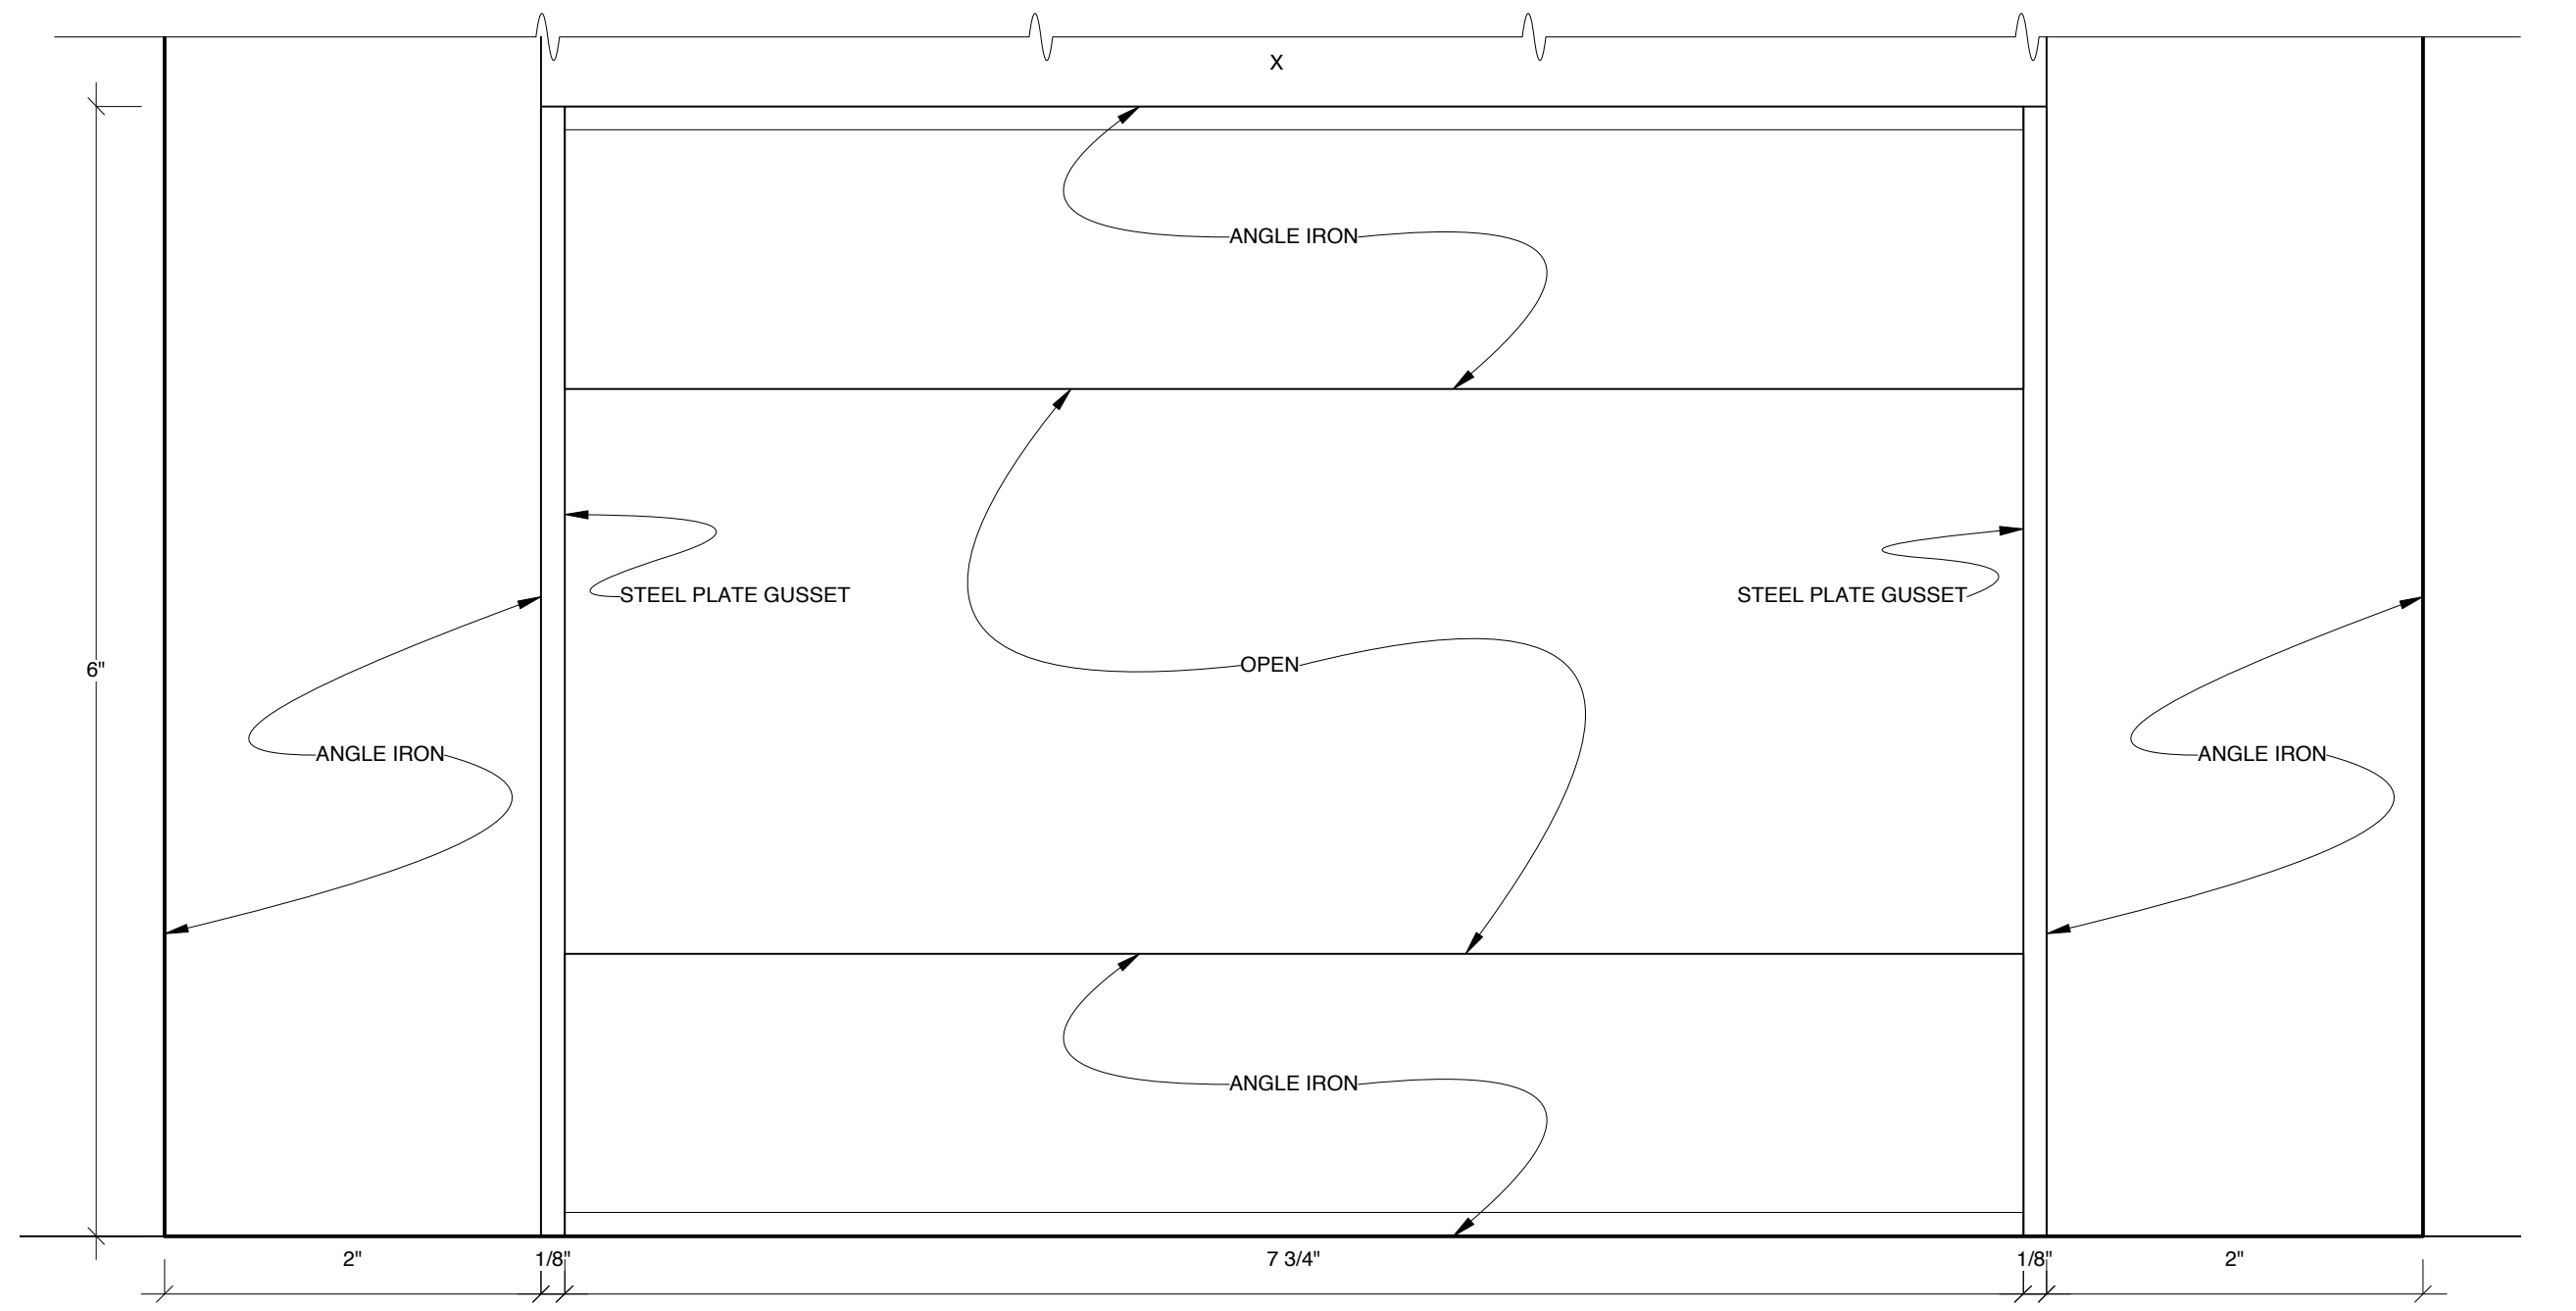 X
ANGLE IRON
STEEL PLATE GUSSET
STEEL PLATE GUSSET
OPEN
6"
ANGLE IRON
ANGLE IRON
ANGLE IRON
2"
1/8"
7 3/4"
1/8"
2"